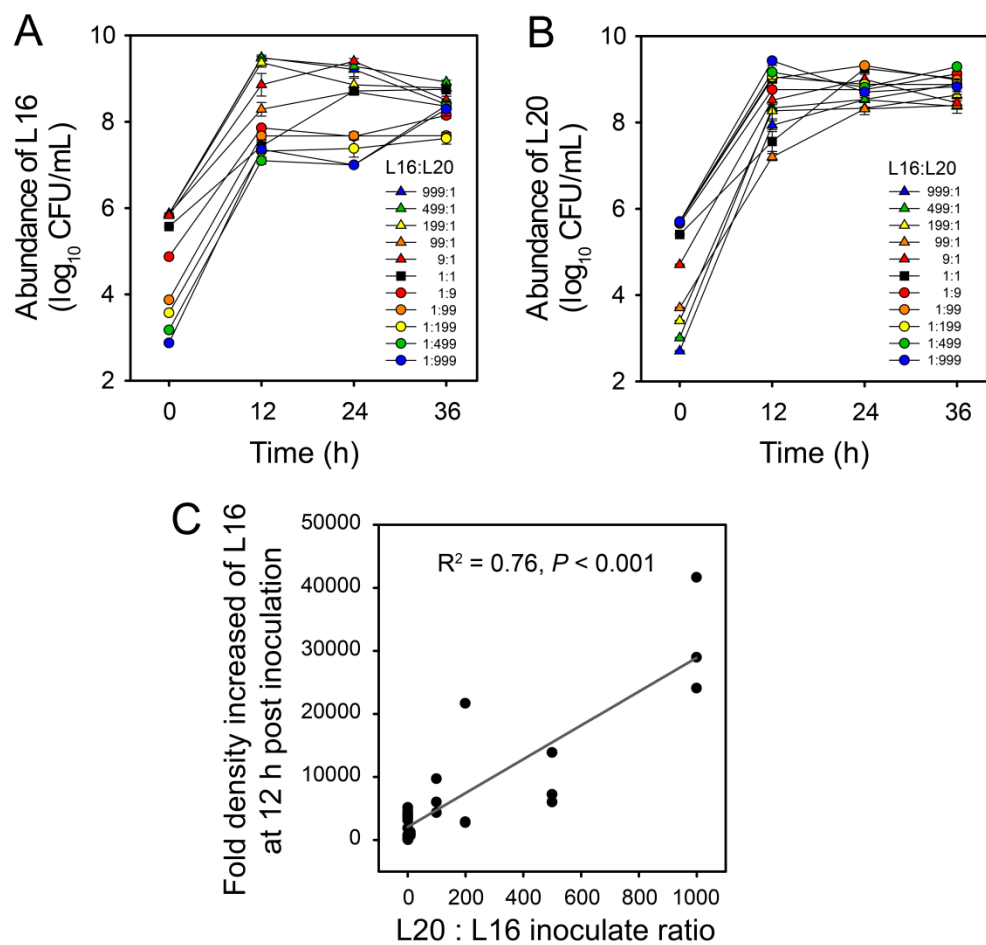 A
Abundance of L16
(log10 CFU/mL)
10
8
6
4
2
L16:L20
999:1
499:1
199:1
99:1
9:1
1:1
1:9
1:99
1:199
1:499
1:999
0 12 24 36
Time (h)
B
Abundance of L20
(log10 CFU/mL)
10
8
6
4
2
L16:L20
999:1
499:1
199:1
99:1
9:1
1:1
1:9
1:99
1:199
1:499
1:999
0 12 24 36
Time (h)
C
Fold density increased of L16
at 12 h post inoculation
50000
40000
30000
20000
10000
0
R² = 0.76, P < 0.001
0 200 400 600 800 1000
L20 : L16 inoculate ratio